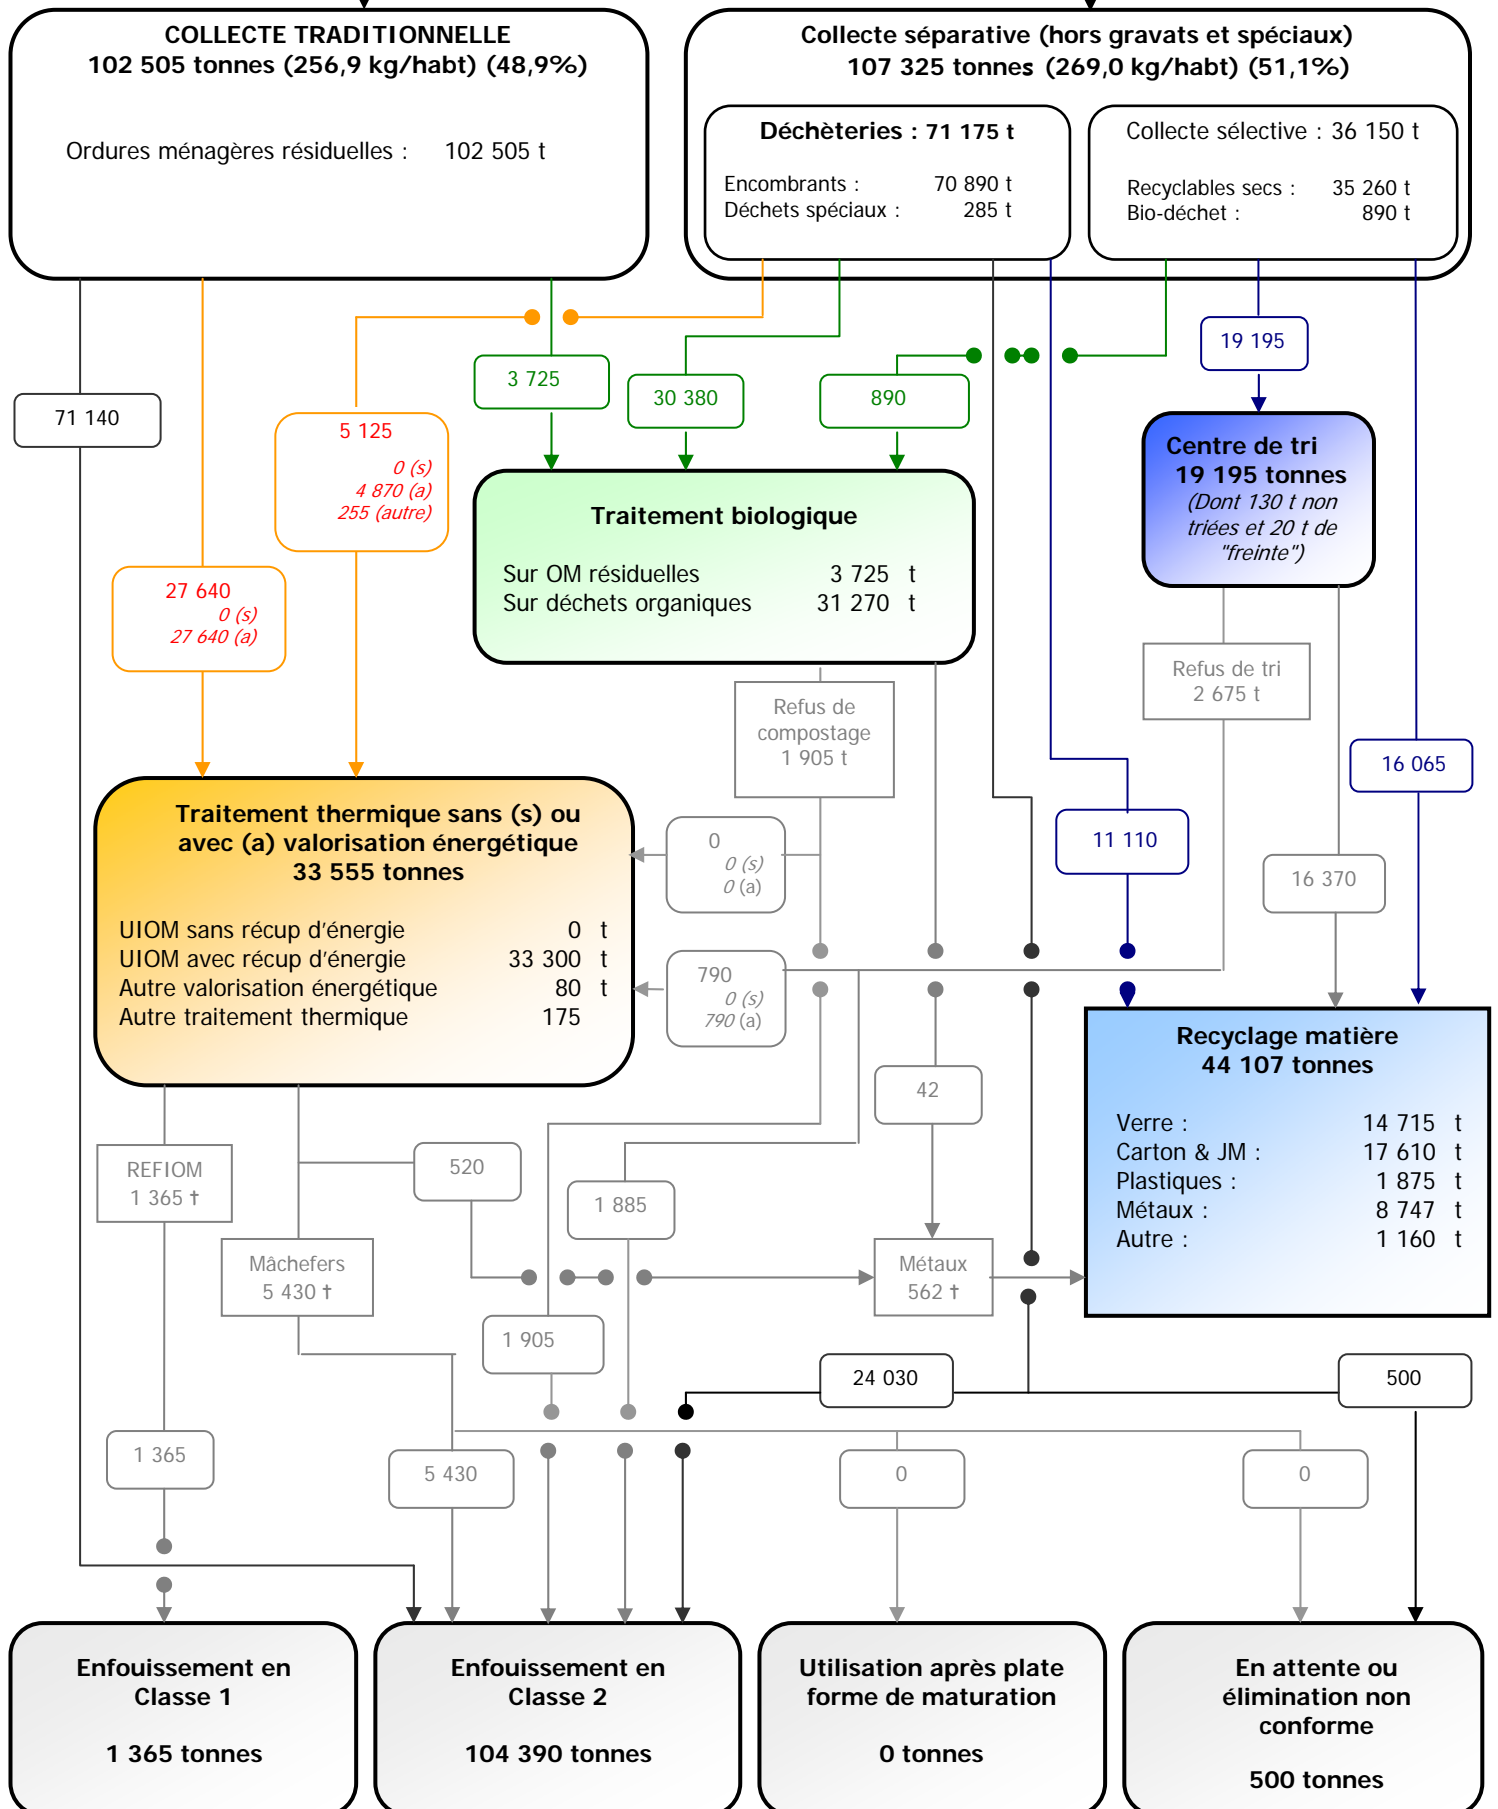 COLLECTE TRADITIONNELLE
102 505 tonnes (256,9 kg/habt) (48,9%)
Ordures ménagères résiduelles : 102 505 t
Collecte séparative (hors gravats et spéciaux)
107 325 tonnes (269,0 kg/habt) (51,1%)
Déchèteries : 71 175 t
Encombrants : 70 890 t
Déchets spéciaux : 285 t
Collecte sélective : 36 150 t
Recyclables secs : 35 260 t
Bio-déchet : 890 t
19 195
3 725
30 380
890
71 140
5 125
0 (s)
4 870 (a)
255 (autre)
Centre de tri
19 195 tonnes
(Dont 130 t non
triées et 20 t de
"freinte")
Traitement biologique
Sur OM résiduelles 3 725 t
Sur déchets organiques 31 270 t
27 640
0 (s)
27 640 (a)
Refus de tri
2 675 t
Refus de
compostage
1 905 t
16 065
Traitement thermique sans (s) ou
avec (a) valorisation énergétique
33 555 tonnes
UIOM sans récup d'énergie 0 t
UIOM avec récup d'énergie 33 300 t
Autre valorisation énergétique 80 t
Autre traitement thermique 175
0
0 (s)
0 (a)
11 110
16 370
790
0 (s)
790 (a)
Recyclage matière
44 107 tonnes
Verre : 14 715 t
Carton & JM : 17 610 t
Plastiques : 1 875 t
Métaux : 8 747 t
Autre : 1 160 t
42
REFIOM
1 365 t
520
1 885
Mâchefers
5 430 t
Métaux
562 t
1 905
24 030
500
1 365
5 430
0
0
Enfouissement en
Classe 1
1 365 tonnes
Enfouissement en
Classe 2
104 390 tonnes
Utilisation après plate
forme de maturation
0 tonnes
En attente ou
élimination non
conforme
500 tonnes